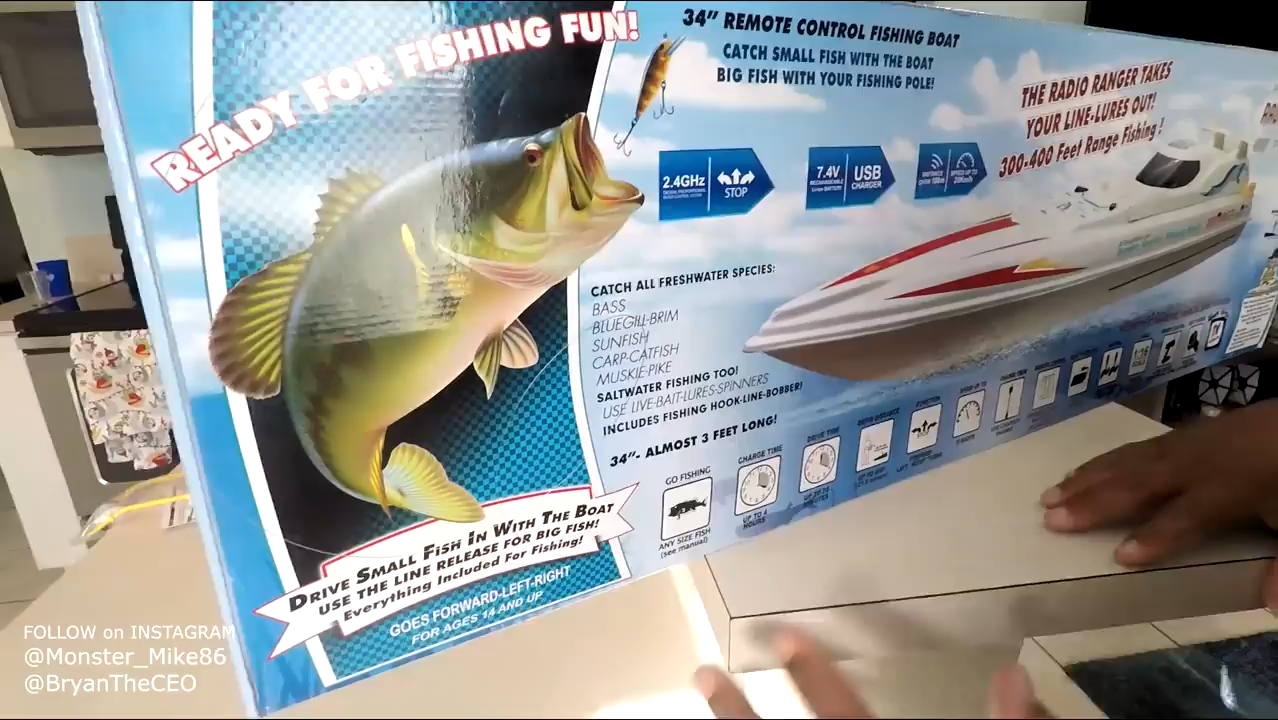 READY FOR FISHING FUN!
34" REMOTE CONTROL FISHING BOAT
CATCH SMALL FISH WITH THE BOAT
BIG FISH WITH YOUR FISHING POLE!
THE RADIO RANGER TAKES
YOUR LINE-LURES OUT!
300-400 Feet Range Fishing!
2.4GHz
STOP
7.4V
USB
CHARGER
CATCH ALL FRESHWATER SPECIES:
BASS
BLUEGILL-BRIM
SUNFISH
CARP-CATFISH
MUSKIE-PIKE
SALTWATER FISHING TOO!
USE LIVE-BAIT-LURES-SPINNERS
INCLUDES FISHING HOOK-LINE-BOBBER!
34"- ALMOST 3 FEET LONG!
GO FISHING
ANY SIZE FISH
(see manual)
CHARGE TIME
UP TO 4
HOURS
DRIVE TIME
DRIVE SMALL FISH IN WITH THE BOAT
USE THE LINE RELEASE FOR BIG FISH!
Everything Included For Fishing!
GOES FORWARD-LEFT-RIGHT
FOR AGES 14 AND UP
FOLLOW on INSTAGRAM
@Monster_Mike86
@BryanTheCEO